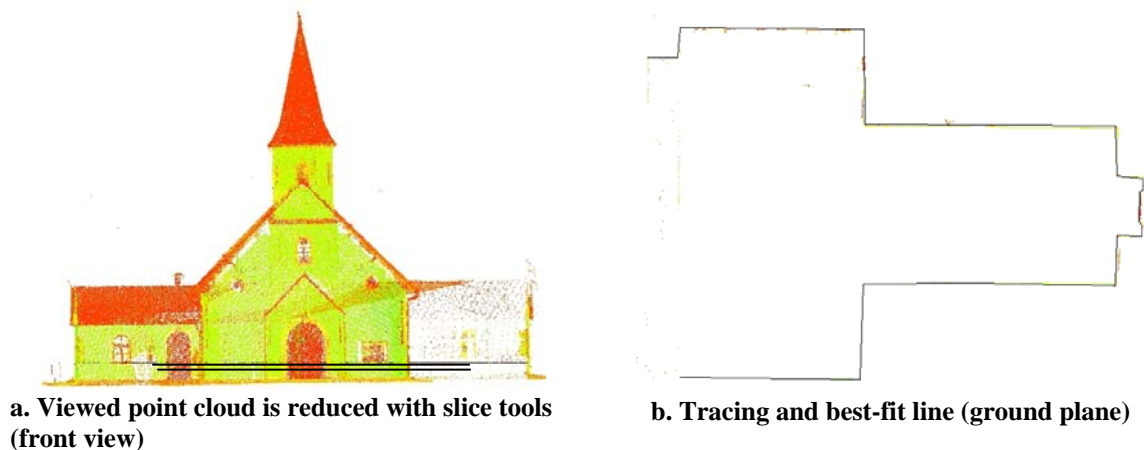 a. Viewed point cloud is reduced with slice tools
(front view)
b. Tracing and best-fit line (ground plane)